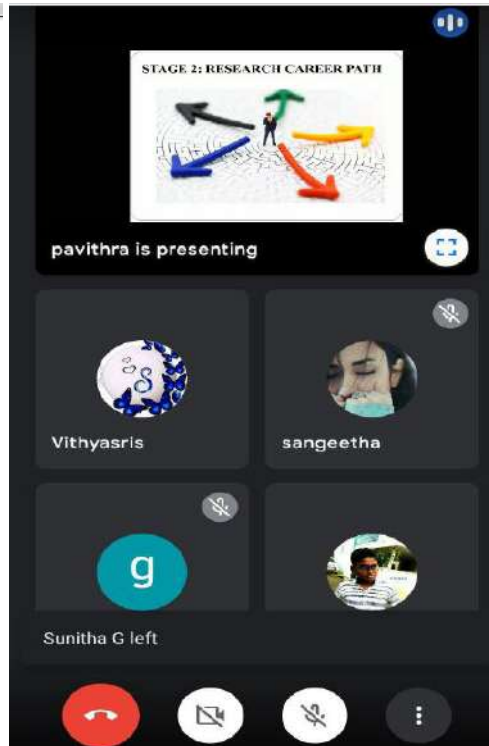 STAGE 2: RESEARCH CAREER PATH
pavithra is presenting
S
Vithyasris
sangeetha
g
Sunitha G left